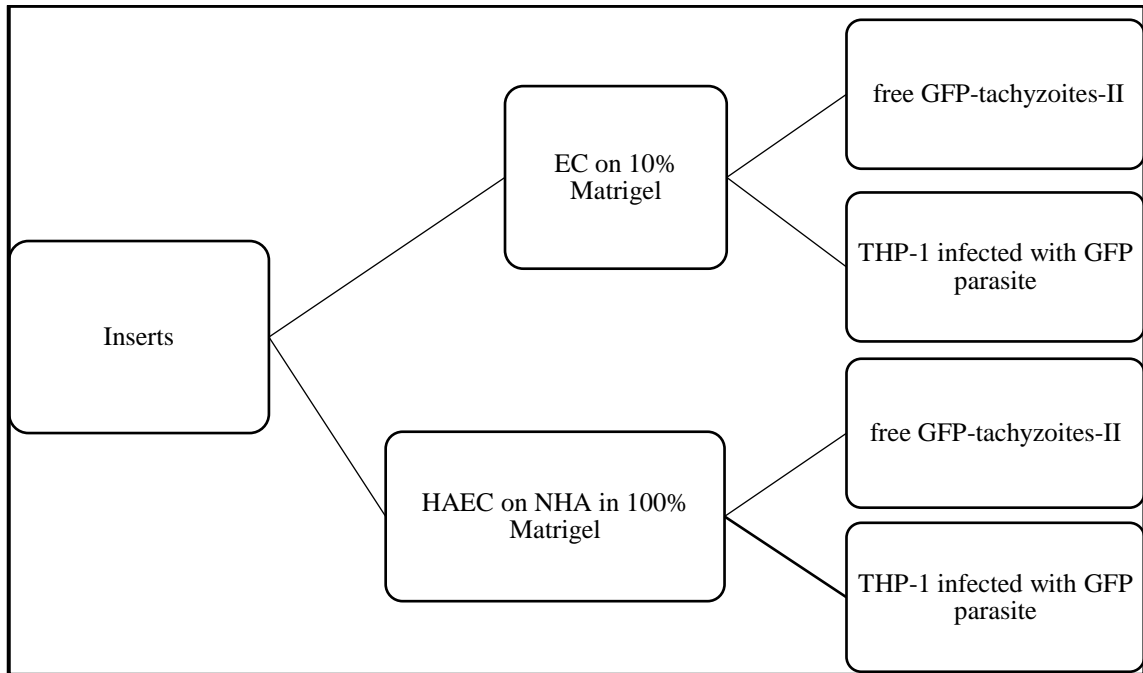 Inserts
EC on 10%
Matrigel
free GFP-tachyzoites-II
THP-1 infected with GFP
parasite
HAEC on NHA in 100%
Matrigel
free GFP-tachyzoites-II
THP-1 infected with GFP
parasite